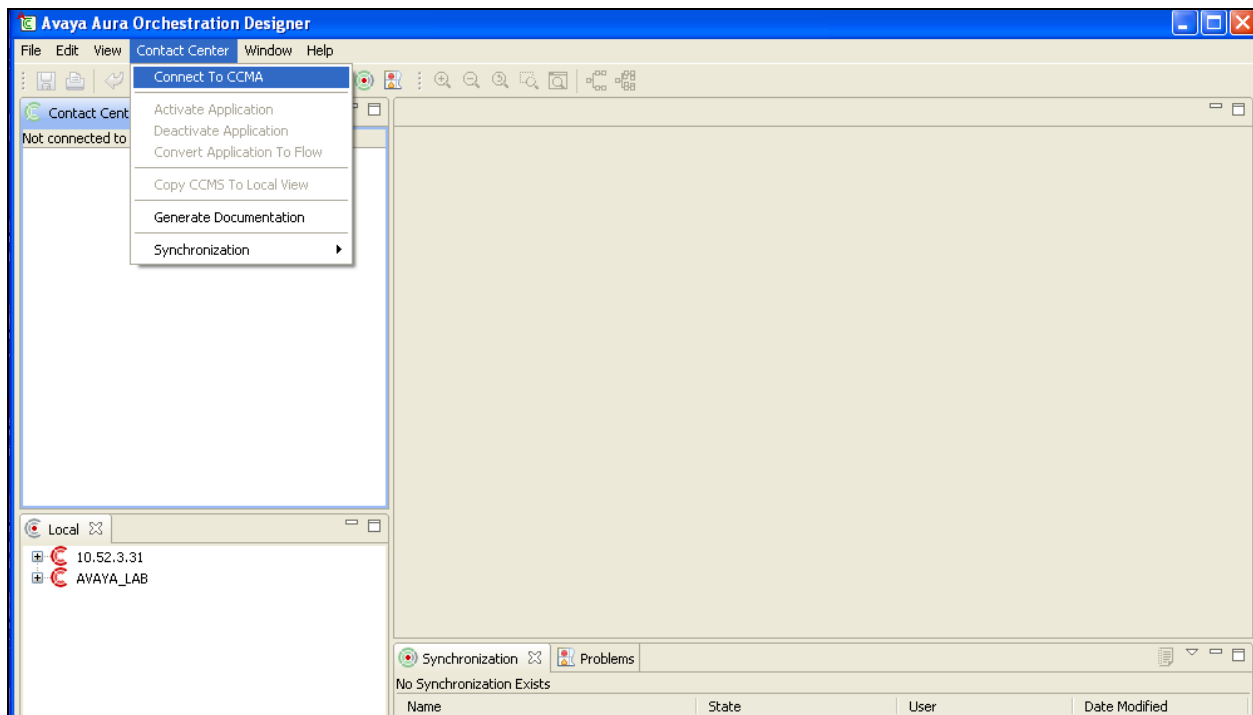 Avaya Aura Orchestration Designer
File Edit View Contact Center Window Help
Connect To CCMA
Contact Cent
Activate Application
Not connected to
Deactivate Application
Convert Application To Flow
Copy CCMS To Local View
Generate Documentation
Synchronization
Local
10.52.3.31
AVAYA_LAB
Synchronization Problems
No Synchronization Exists
Name State User Date Modified